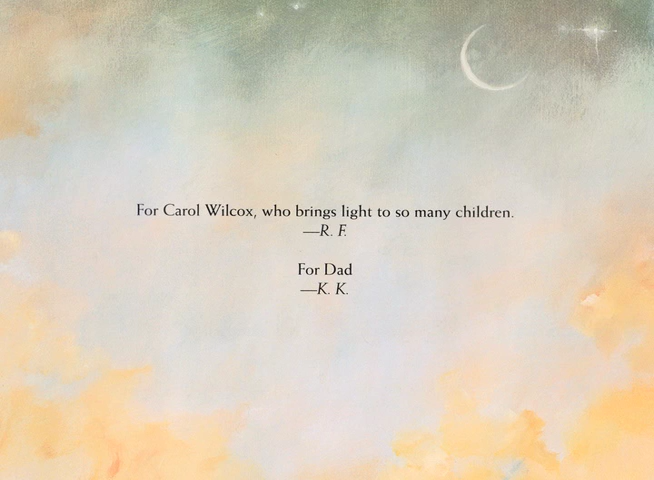 For Carol Wilcox, who brings light to so many children.
—R. F.
For Dad
—K. K.